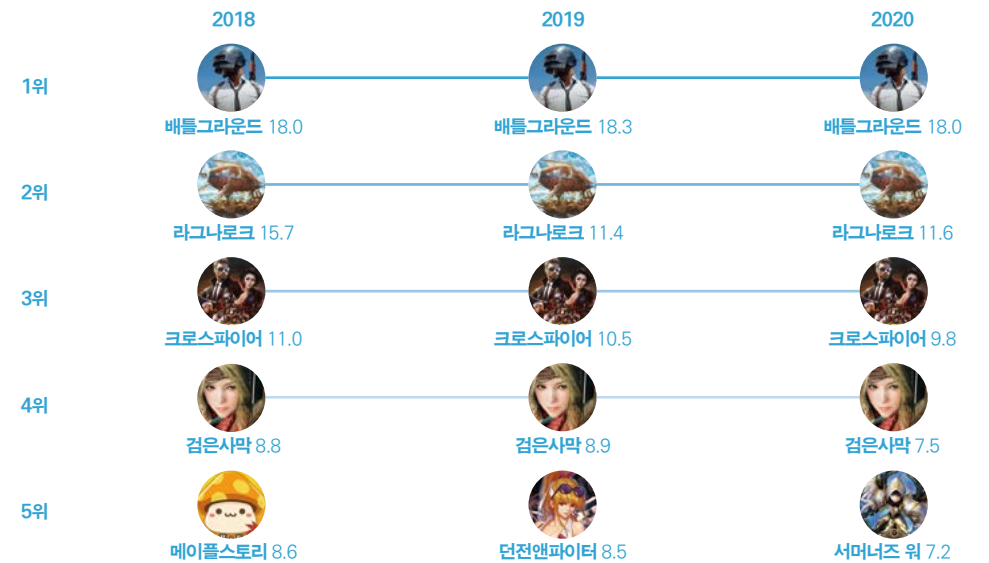 2018 2019 2020
1위
배틀그라운드 18.0 배틀그라운드 18.3 배틀그라운드 18.0
2위
라그나로크 15.7 라그나로크 11.4 라그나로크 11.6
3위
크로스파이어 11.0 크로스파이어 10.5 크로스파이어 9.8
4위
검은사막 8.8 검은사막 8.9 검은사막 7.5
5위
메이플스토리 8.6 던전앤파이터 8.5 서머너즈 워 7.2